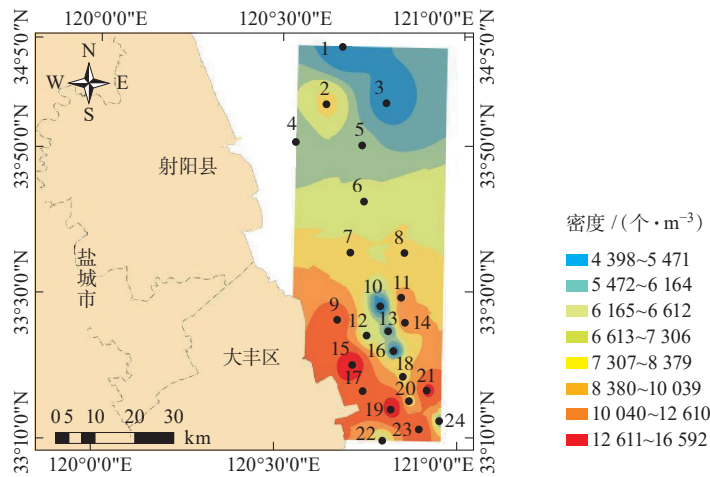 120°0'0"E
120°30'0"E
121°0'0"E
34°5'0"N
33°50'0"N
33°30'0"N
33°10'0"N
N
W
E
S
射阳县
盐城市
大丰区
1
2
3
4
5
6
7
8
9
10
11
12
13
14
15
16
17
18
19
20
21
22
23
24
34°5'0"N
33°50'0"N
33°30'0"N
33°10'0"N
0 5 10 20 30
km
120°0'0"E
120°30'0"E
121°0'0"E
密度 /(个·m⁻³)
4 398~5 471
5 472~6 164
6 165~6 612
6 613~7 306
7 307~8 379
8 380~10 039
10 040~12 610
12 611~16 592